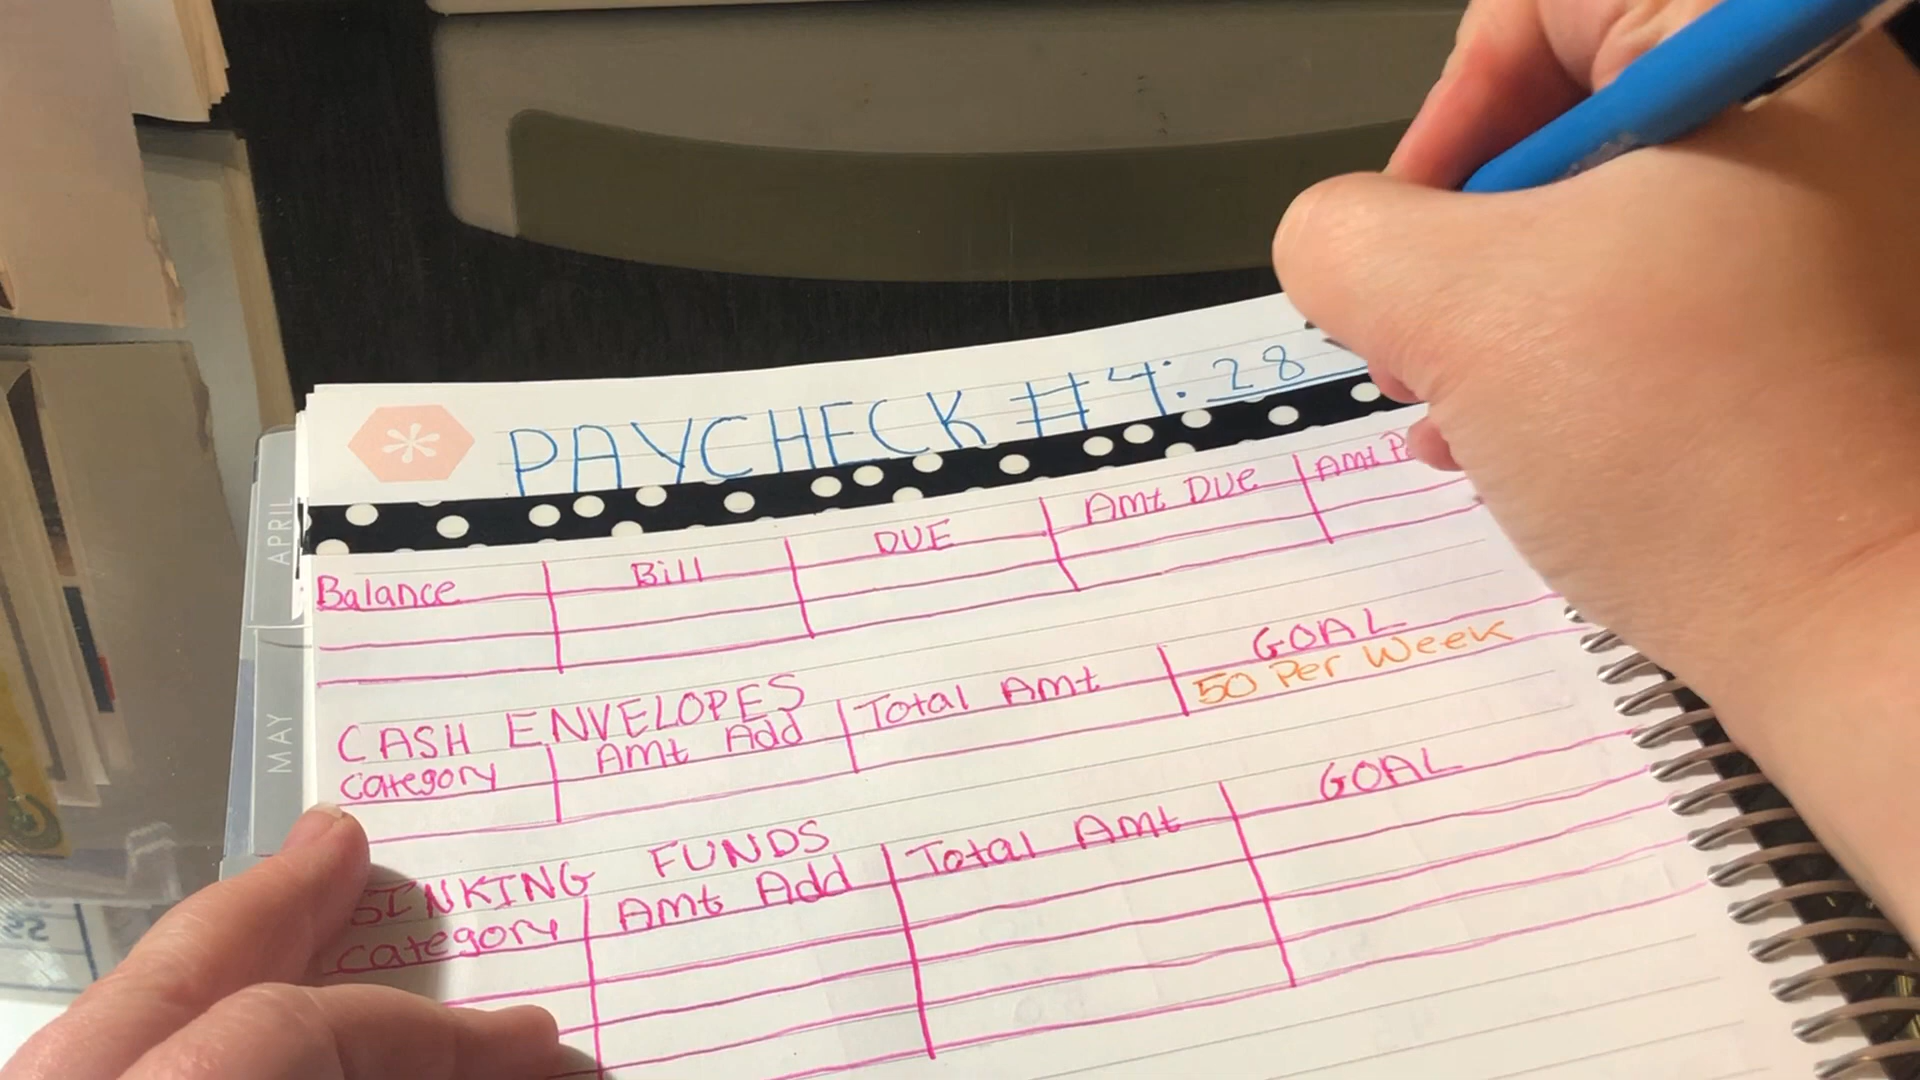 PAYCHECK #4: 28
Balance Bill DUE Amt DUE Amt
CASH ENVELOPES GOAL
Category Amt Add Total Amt 50 Per Week
SINKING FUNDS GOAL
Category Amt Add Total Amt
APRIL
MAY